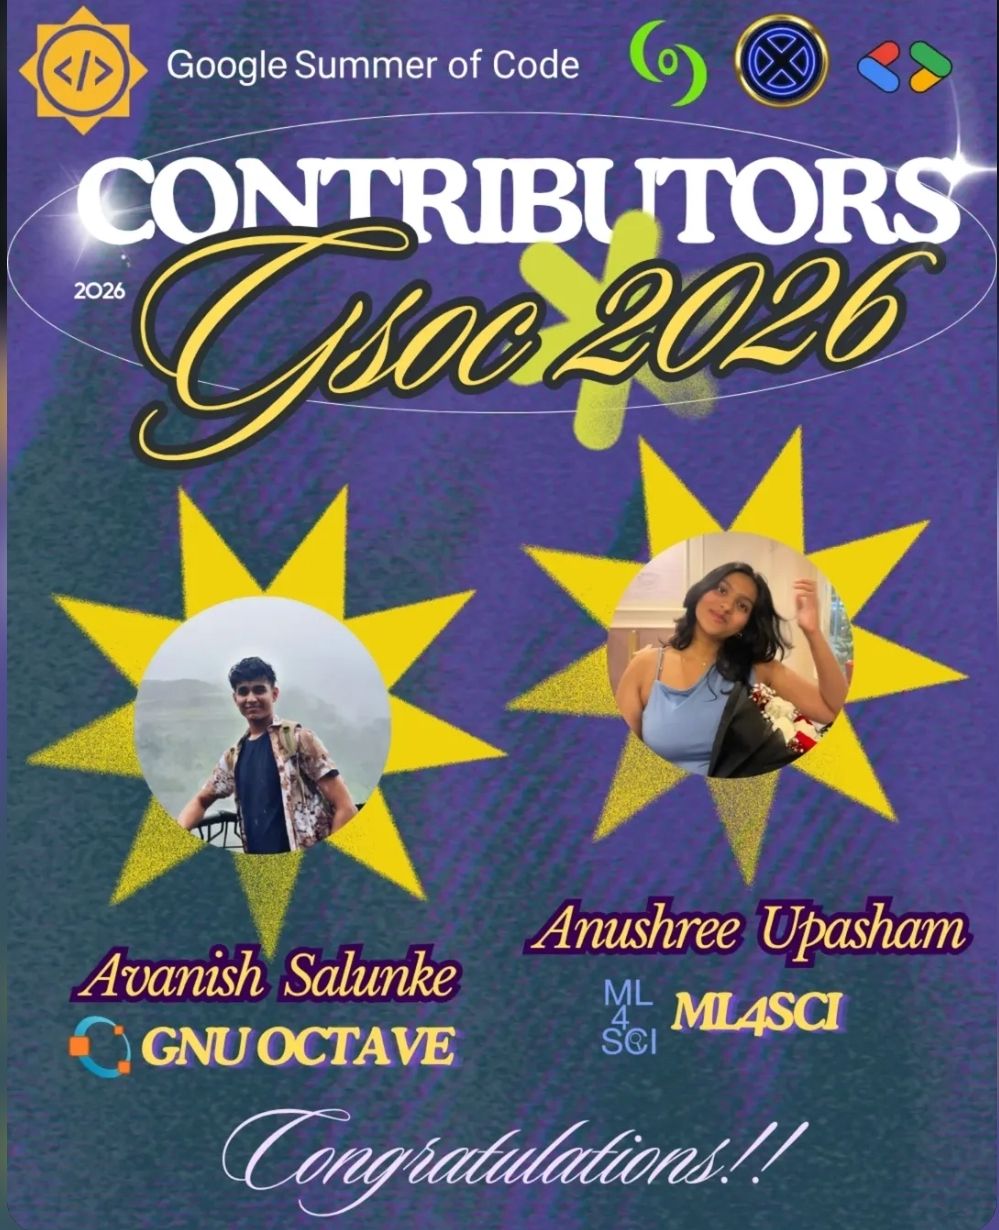 </>
Google Summer of Code
CONTRIBUTORS
2026
Gsoc 2026
Avanish Salunke
GNU OCTAVE
Anushree Upasham
ML
4
SCI
ML4SCI
Congratulations!!